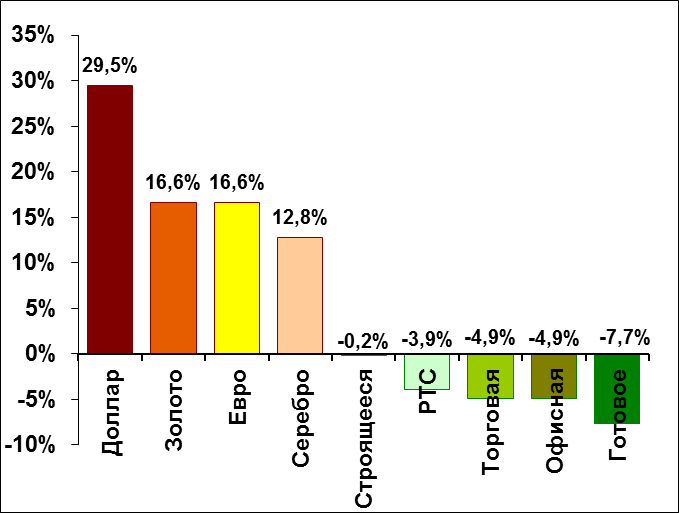 35%
30%
25%
20%
15%
10%
5%
0%
-5%
-10%
29,5%
16,6%
16,6%
12,8%
-0,2%
-3,9%
-4,9%
-4,9%
-7,7%
Доллар
Золото
Евро
Серебро
Строящееся
РТС
Торговая
Офисная
Готовое